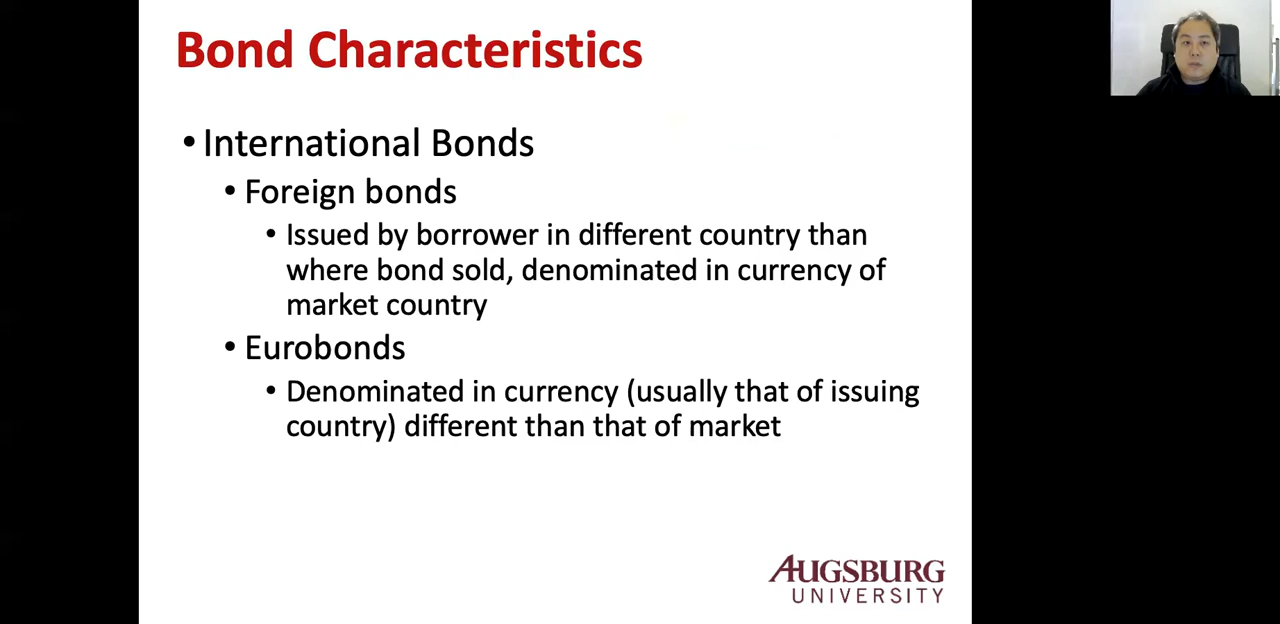 Bond Characteristics
• International Bonds
• Foreign bonds
• Issued by borrower in different country than
where bond sold, denominated in currency of
market country
• Eurobonds
• Denominated in currency (usually that of issuing
country) different than that of market
AUGSBURG
UNIVERSITY